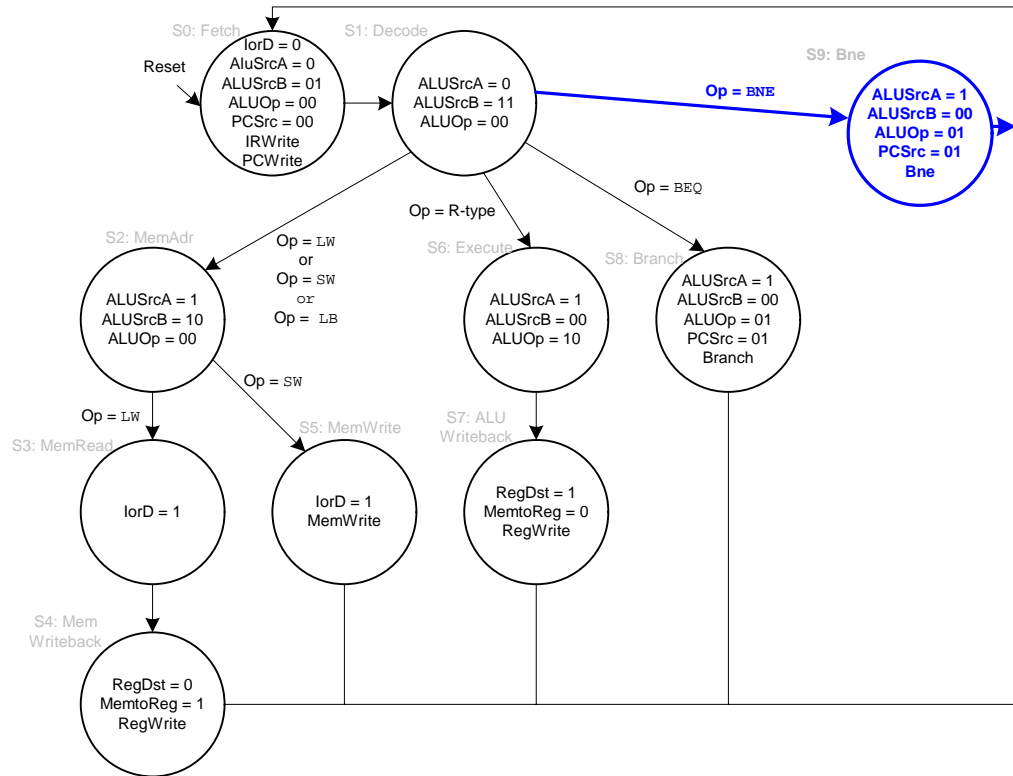 S0: Fetch
IorD = 0
AluSrcA = 0
ALUSrcB = 01
ALUOp = 00
PCSrc = 00
IRWrite
PCWrite
Reset
S1: Decode
ALUSrcA = 0
ALUSrcB = 11
ALUOp = 00
Op = BNE
S9: Bne
ALUSrcA = 1
ALUSrcB = 00
ALUOp = 01
PCSrc = 01
Bne
S2: MemAdr
Op = LW
or
Op = SW
or
Op = LB
ALUSrcA = 1
ALUSrcB = 10
ALUOp = 00
Op = R-type
S6: Execute
ALUSrcA = 1
ALUSrcB = 00
ALUOp = 10
Op = BEQ
S8: Branch
ALUSrcA = 1
ALUSrcB = 00
ALUOp = 01
PCSrc = 01
Branch
Op = LW
S3: MemRead
IorD = 1
Op = SW
S5: MemWrite
IorD = 1
MemWrite
S7: ALU
Writeback
RegDst = 1
MemtoReg = 0
RegWrite
S4: Mem
Writeback
RegDst = 0
MemtoReg = 1
RegWrite